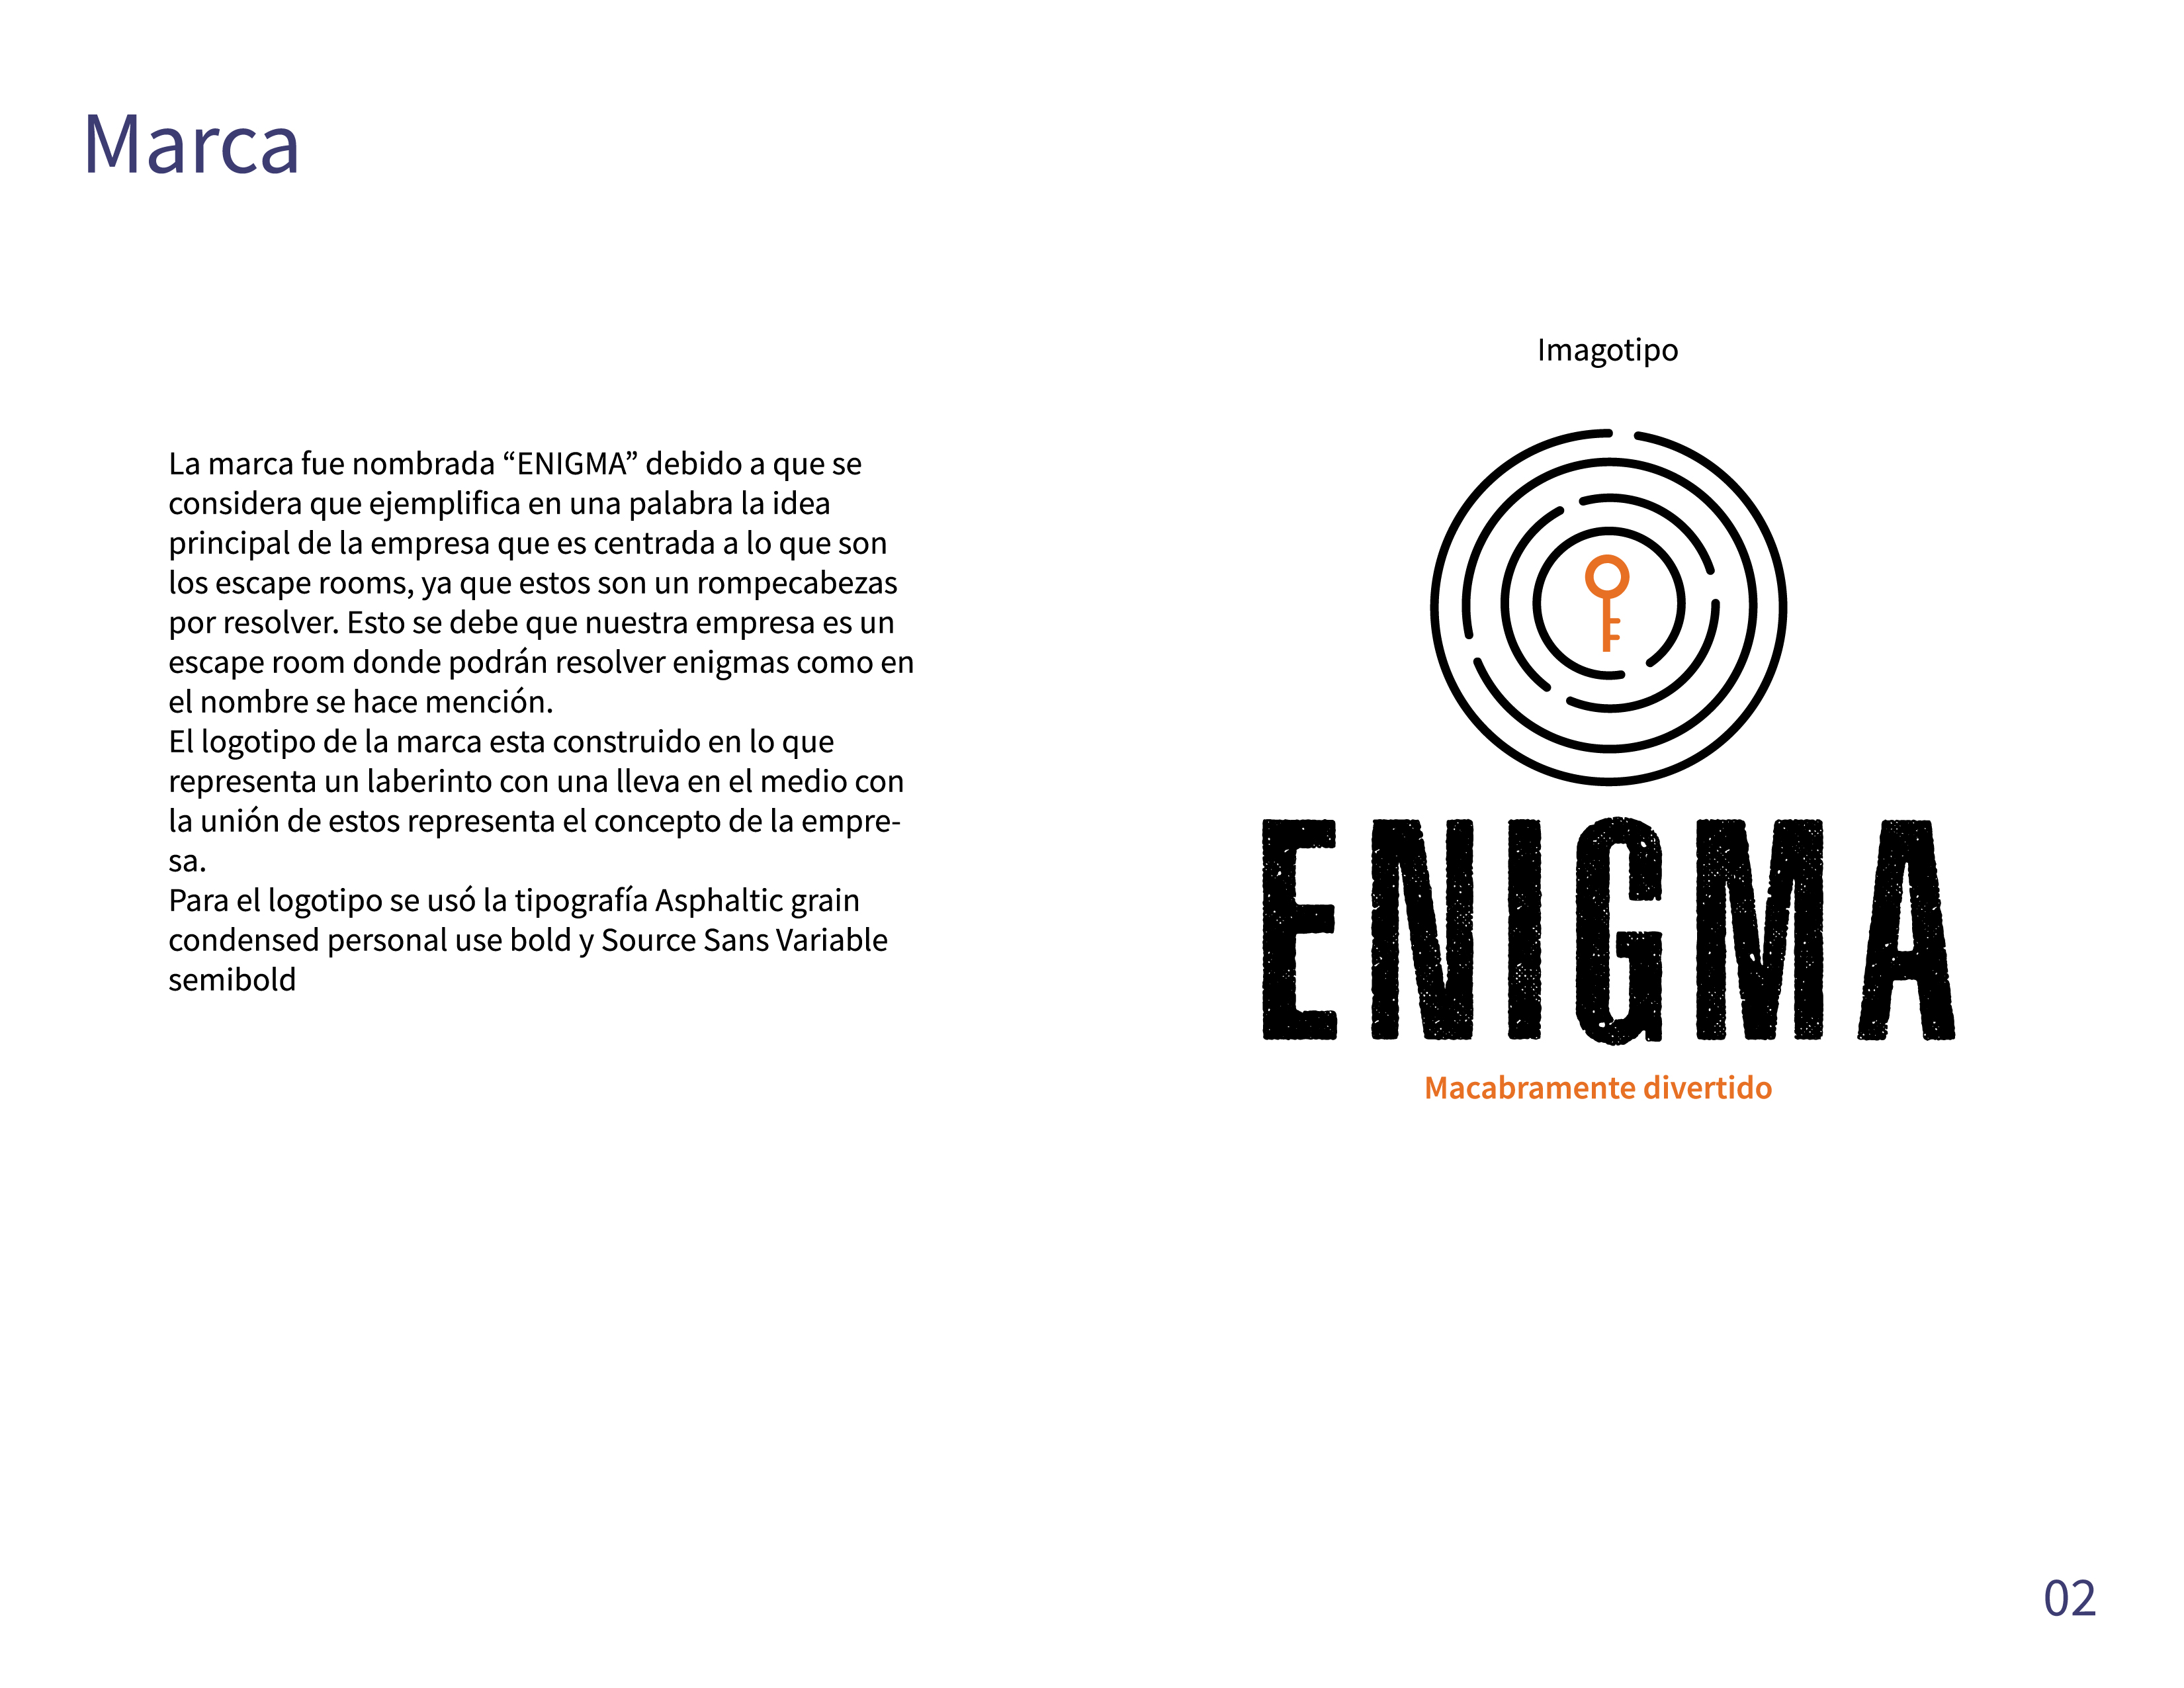 Marca
La marca fue nombrada “ENIGMA” debido a que se
considera que ejemplifica en una palabra la idea
principal de la empresa que es centrada a lo que son
los escape rooms, ya que estos son un rompecabezas
por resolver. Esto se debe que nuestra empresa es un
escape room donde podrán resolver enigmas como en
el nombre se hace mención.
El logotipo de la marca esta construido en lo que
representa un laberinto con una lleva en el medio con
la unión de estos representa el concepto de la empre-
sa.
Para el logotipo se usó la tipografía Asphaltic grain
condensed personal use bold y Source Sans Variable
semibold
Imagotipo
ENIGMA
Macabramente divertido
02